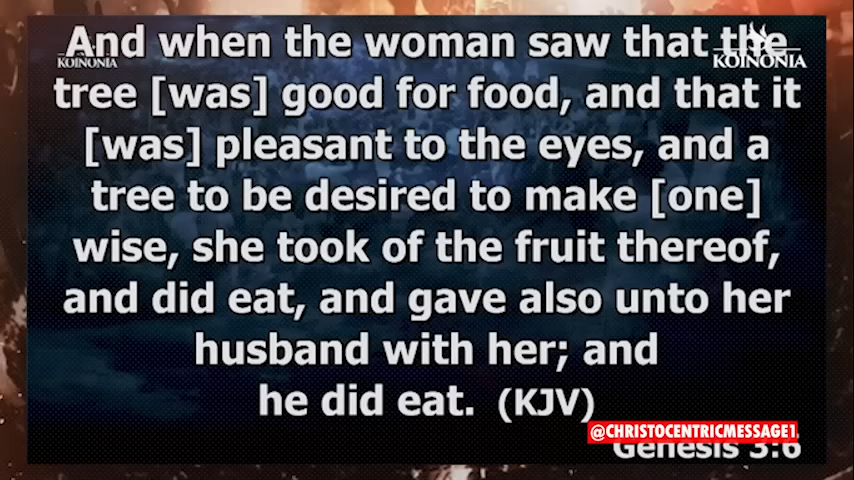 And when the woman saw that the
KOINONIA
KOINONIA
tree [was] good for food, and that it
[was] pleasant to the eyes, and a
tree to be desired to make [one]
wise, she took of the fruit thereof,
and did eat, and gave also unto her
husband with her; and
he did eat. (KJV)
@CHRISTOCENTRICMESSAGE1
Genesis 3:6